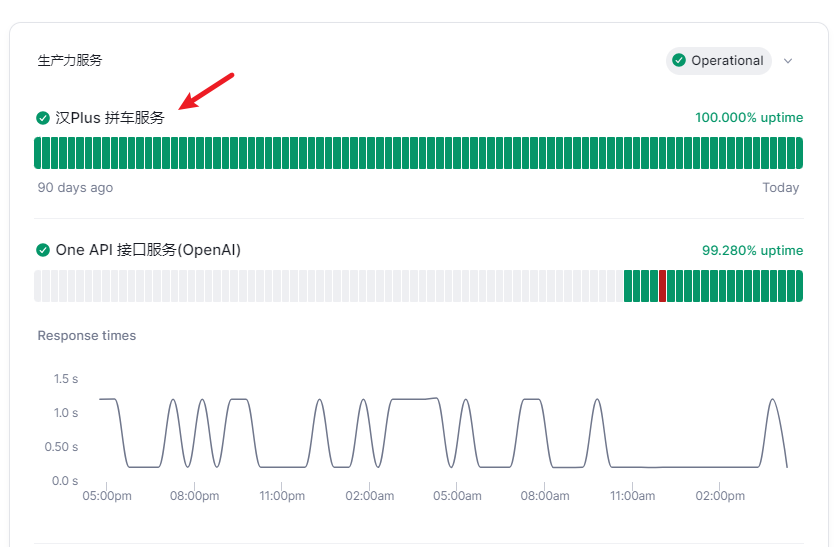 生产力服务
Operational
汉Plus 拼车服务
100.000% uptime
90 days ago
Today
One API 接口服务(OpenAI)
99.280% uptime
Response times
1.5 s
1.0 s
0.50 s
0.0 s
05:00pm 08:00pm 11:00pm 02:00am 05:00am 08:00am 11:00am 02:00pm